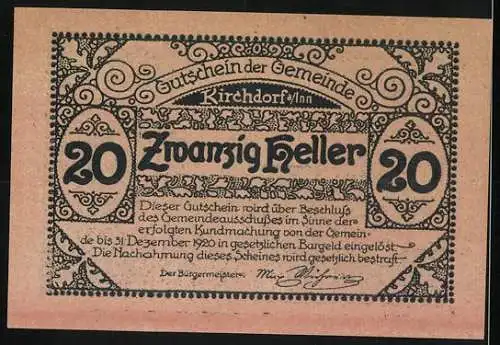 Gutschein der Gemeinde
Kirchdorf a/Inn
20 Zwanzig Heller 20
Dieser Gutschein wird über Beschluß
des Gemeindeausschußes im Sinne der
erfolgten Kundmachung von der Gemein-
de bis 31 Dezember 1920 in gesetzlichen Bargeld eingelöst.
Die Nachahmung dieses Scheines wird gesetzlich bestraft.
Der Bürgermeister: